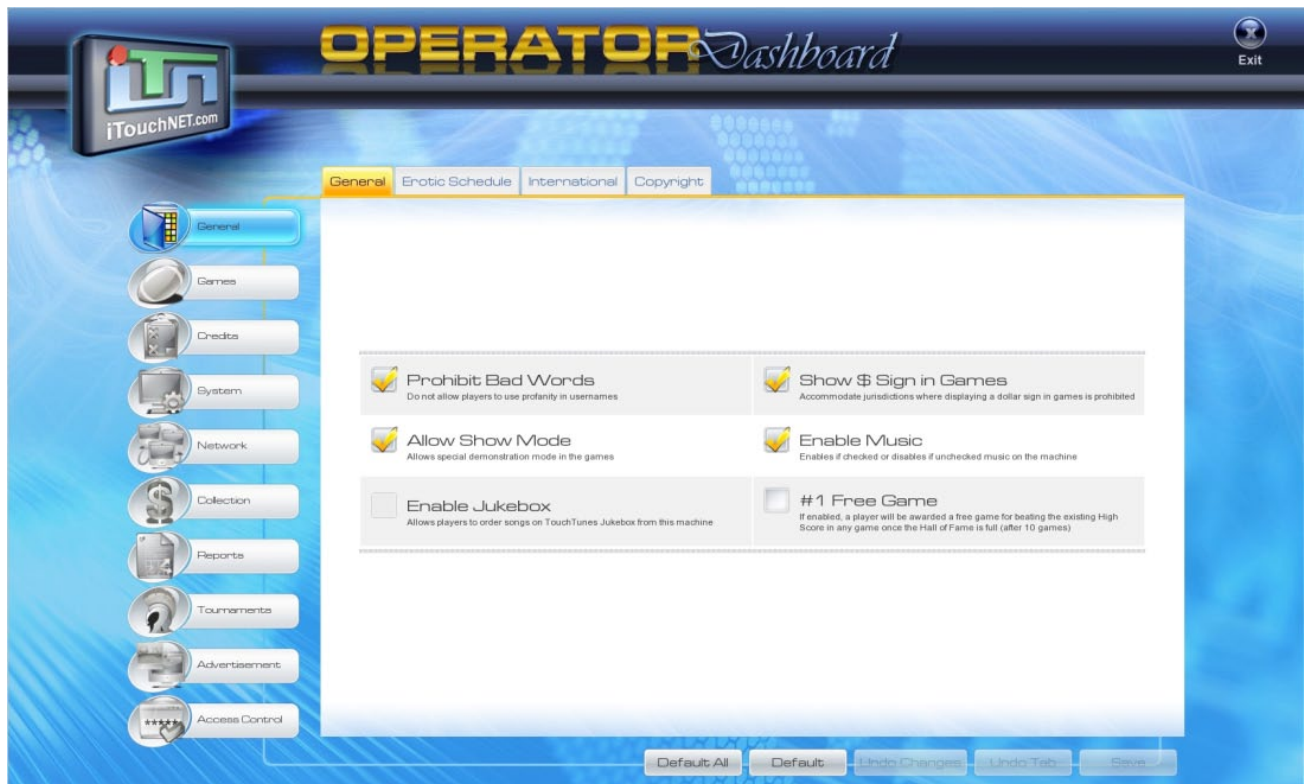 OPERATOR Dashboard
Exit
iTn
iTouchNET.com
General Erotic Schedule International Copyright
General
Games
Credits
System
Network
Collection
Reports
Tournaments
Advertisement
Access Control
Prohibit Bad Words
Do not allow players to use profanity in usernames
Show $ Sign in Games
Accommodate jurisdictions where displaying a dollar sign in games is prohibited
Allow Show Mode
Allows special demonstration mode in the games
Enable Music
Enables if checked or disables if unchecked music on the machine
Enable Jukebox
Allows players to order songs on TouchTunes Jukebox from this machine
#1 Free Game
If enabled, a player will be awarded a free game for beating the existing High
Score in any game once the Hall of Fame is full (after 10 games)
Default All Default Undo Changes Undo Tab Save